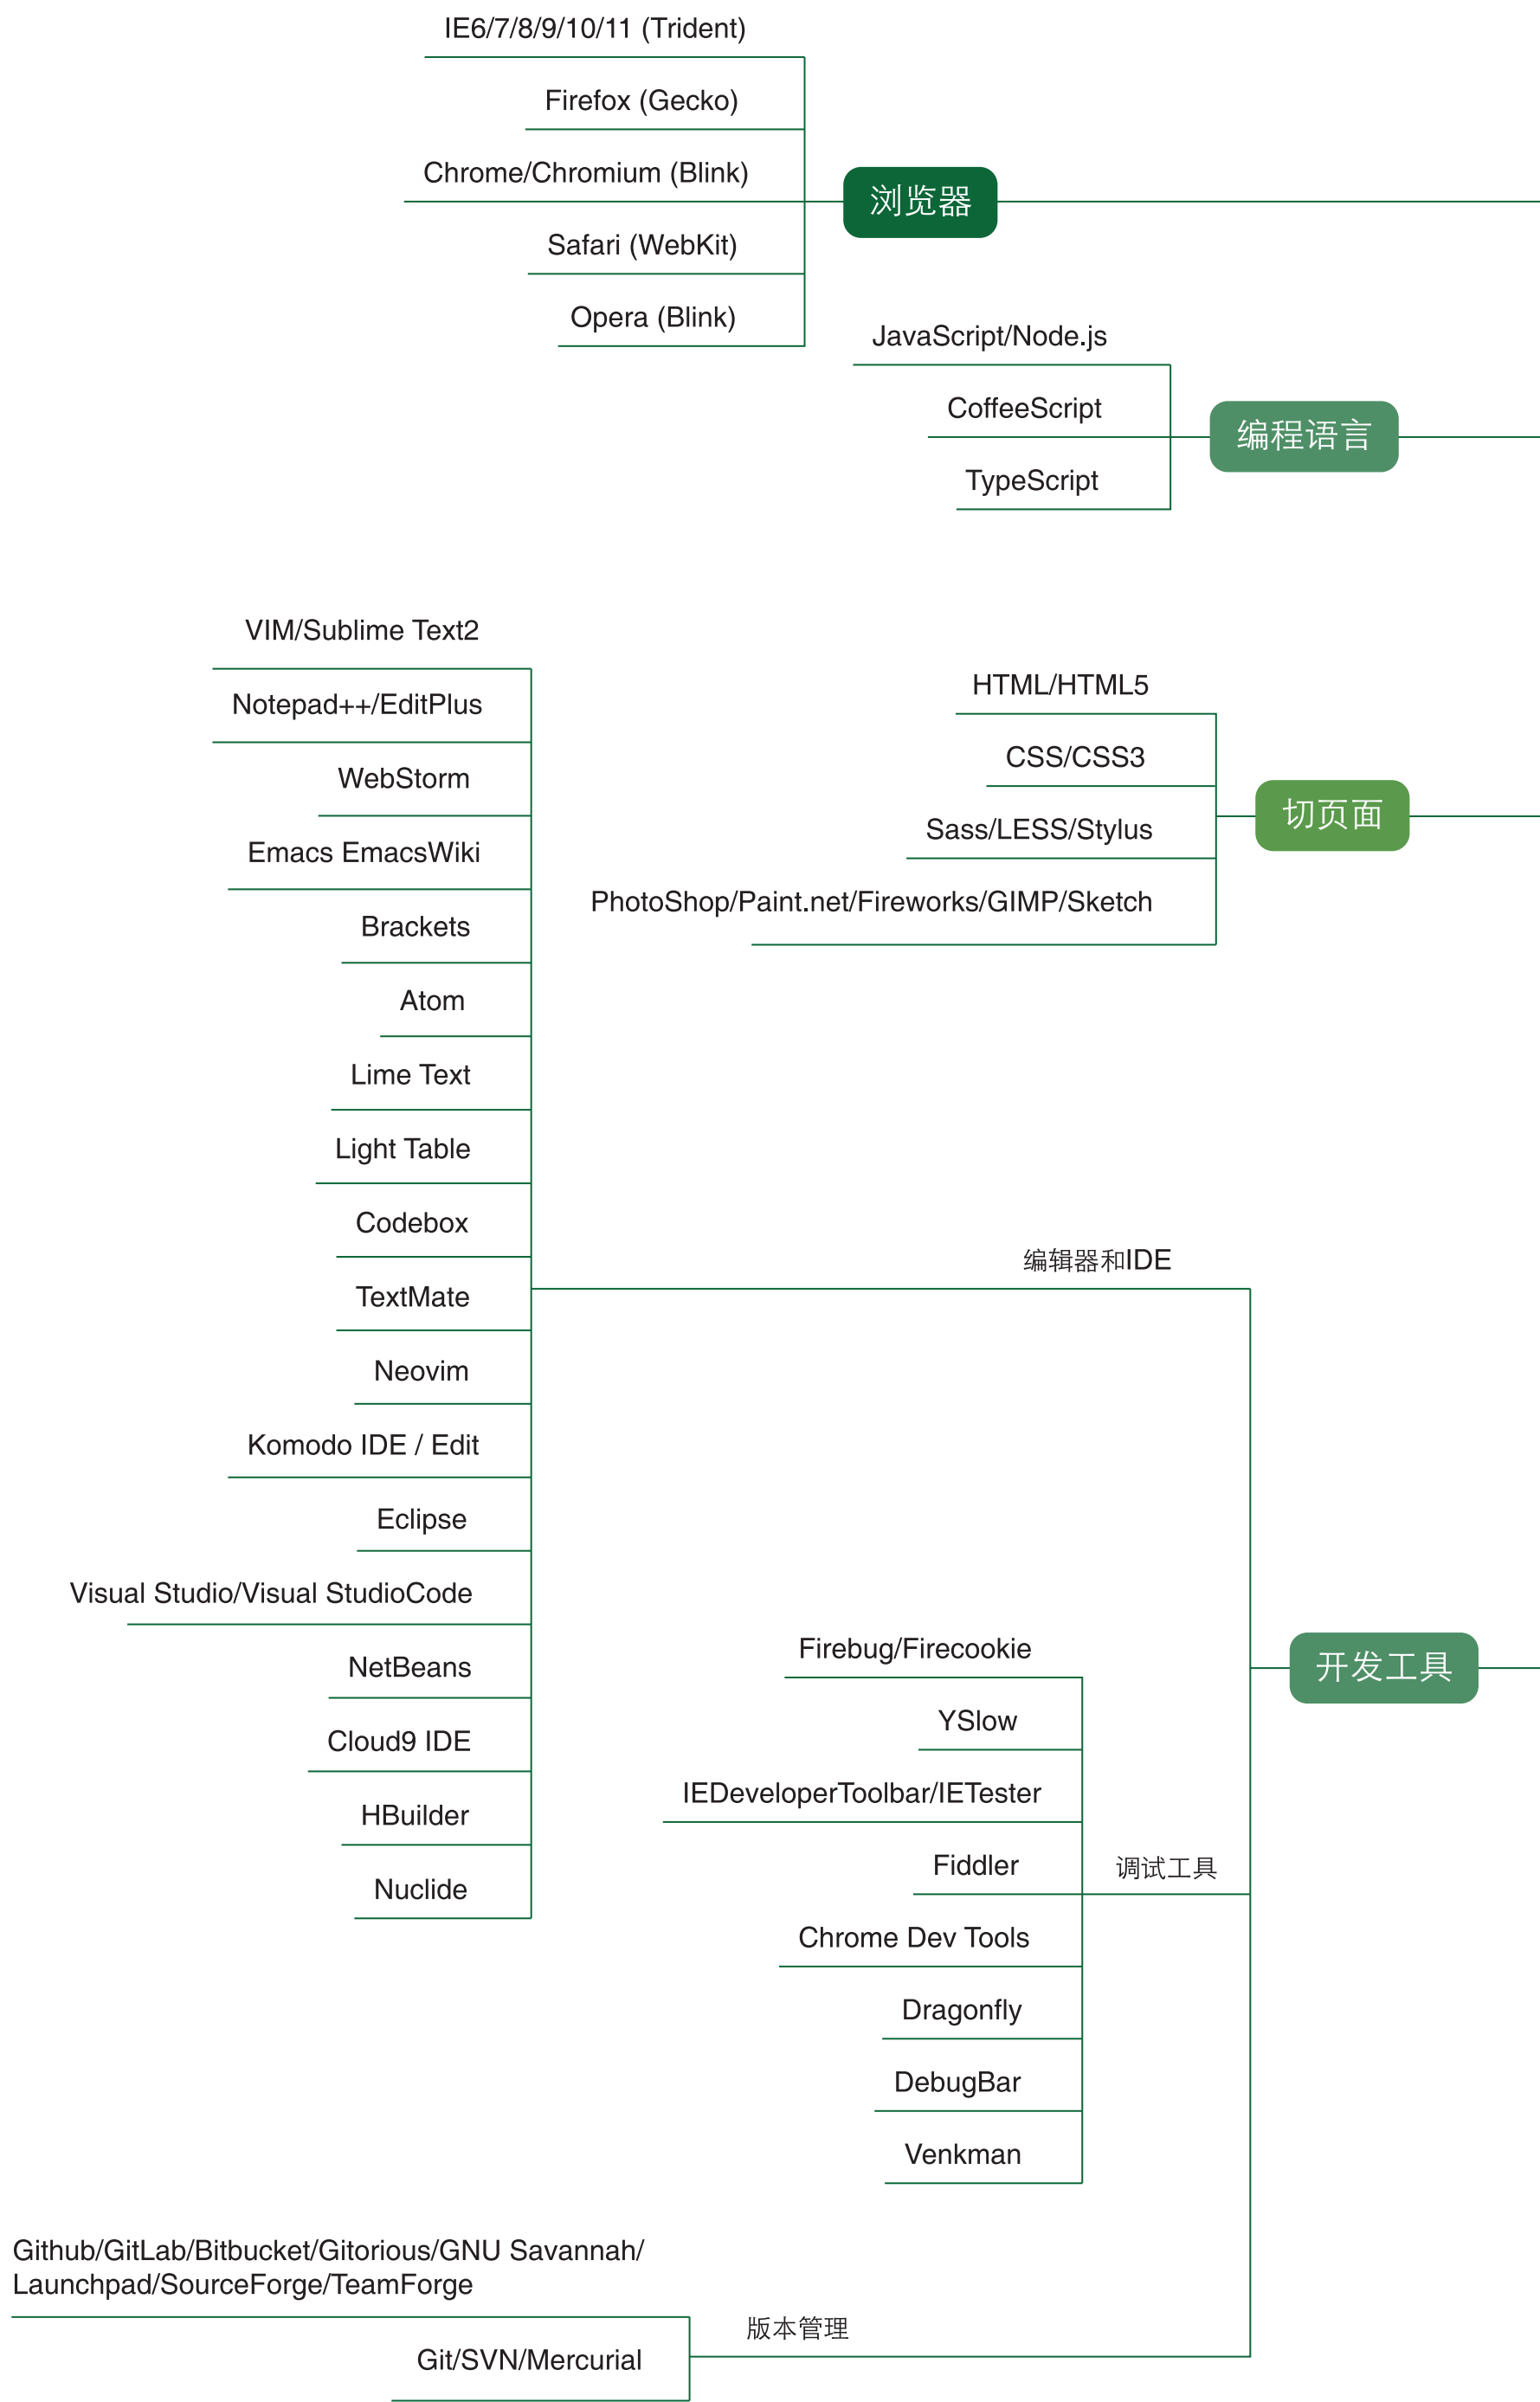 IE6/7/8/9/10/11 (Trident)
Firefox (Gecko)
Chrome/Chromium (Blink)
Safari (WebKit)
Opera (Blink)
浏览器
JavaScript/Node.js
CoffeeScript
TypeScript
编程语言
HTML/HTML5
CSS/CSS3
Sass/LESS/Stylus
PhotoShop/Paint.net/Fireworks/GIMP/Sketch
切页面
VIM/Sublime Text2
Notepad++/EditPlus
WebStorm
Emacs EmacsWiki
Brackets
Atom
Lime Text
Light Table
Codebox
TextMate
Neovim
Komodo IDE / Edit
Eclipse
Visual Studio/Visual StudioCode
NetBeans
Cloud9 IDE
HBuilder
Nuclide
编辑器和IDE
Firebug/Firecookie
YSlow
IEDeveloperToolbar/IETester
Fiddler
Chrome Dev Tools
Dragonfly
DebugBar
Venkman
调试工具
开发工具
Github/GitLab/Bitbucket/Gitorious/GNU Savannah/
Launchpad/SourceForge/TeamForge
Git/SVN/Mercurial
版本管理